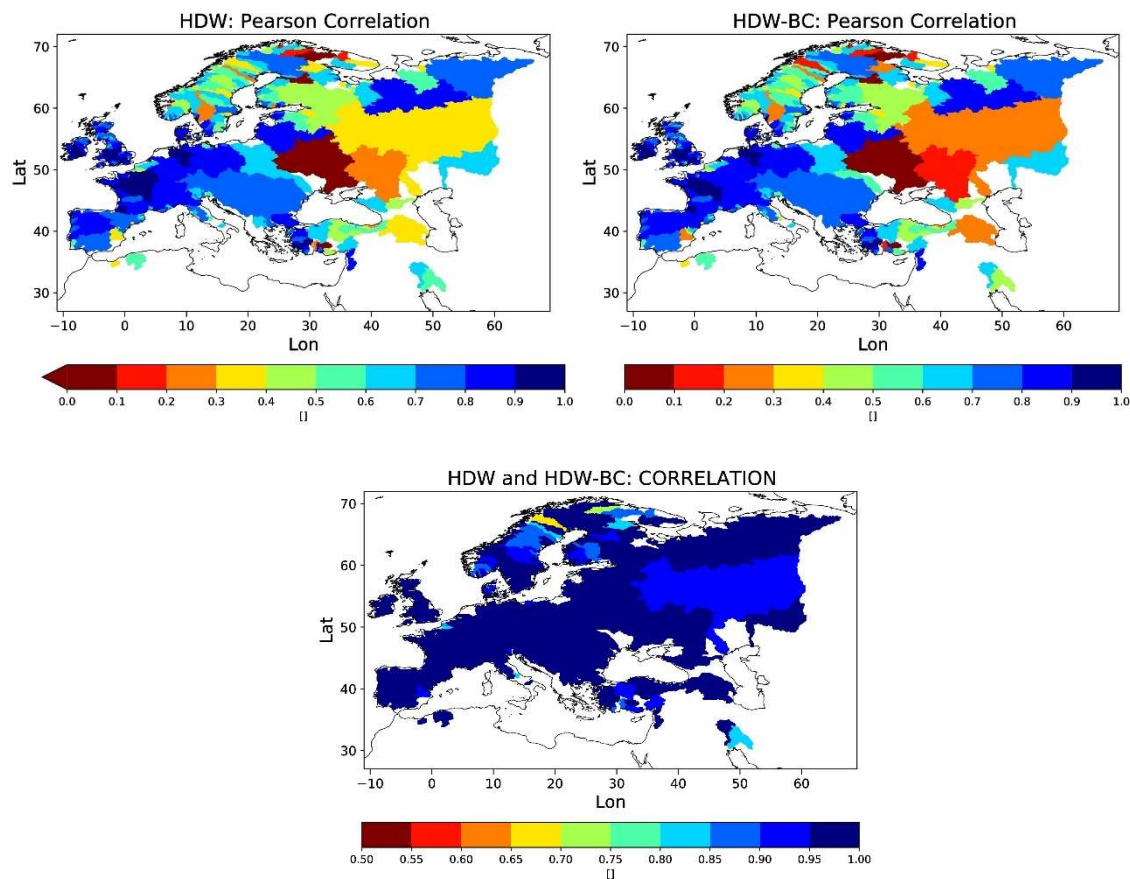 HDW: Pearson Correlation
70
60
50
40
30
Lat
−10 0 10 20 30 40 50 60
Lon
0.0 0.1 0.2 0.3 0.4 0.5 0.6 0.7 0.8 0.9 1.0
[]
HDW-BC: Pearson Correlation
70
60
50
40
30
Lat
−10 0 10 20 30 40 50 60
Lon
0.0 0.1 0.2 0.3 0.4 0.5 0.6 0.7 0.8 0.9 1.0
[]
HDW and HDW-BC: CORRELATION
70
60
50
40
30
Lat
−10 0 10 20 30 40 50 60
Lon
0.50 0.55 0.60 0.65 0.70 0.75 0.80 0.85 0.90 0.95 1.00
[]